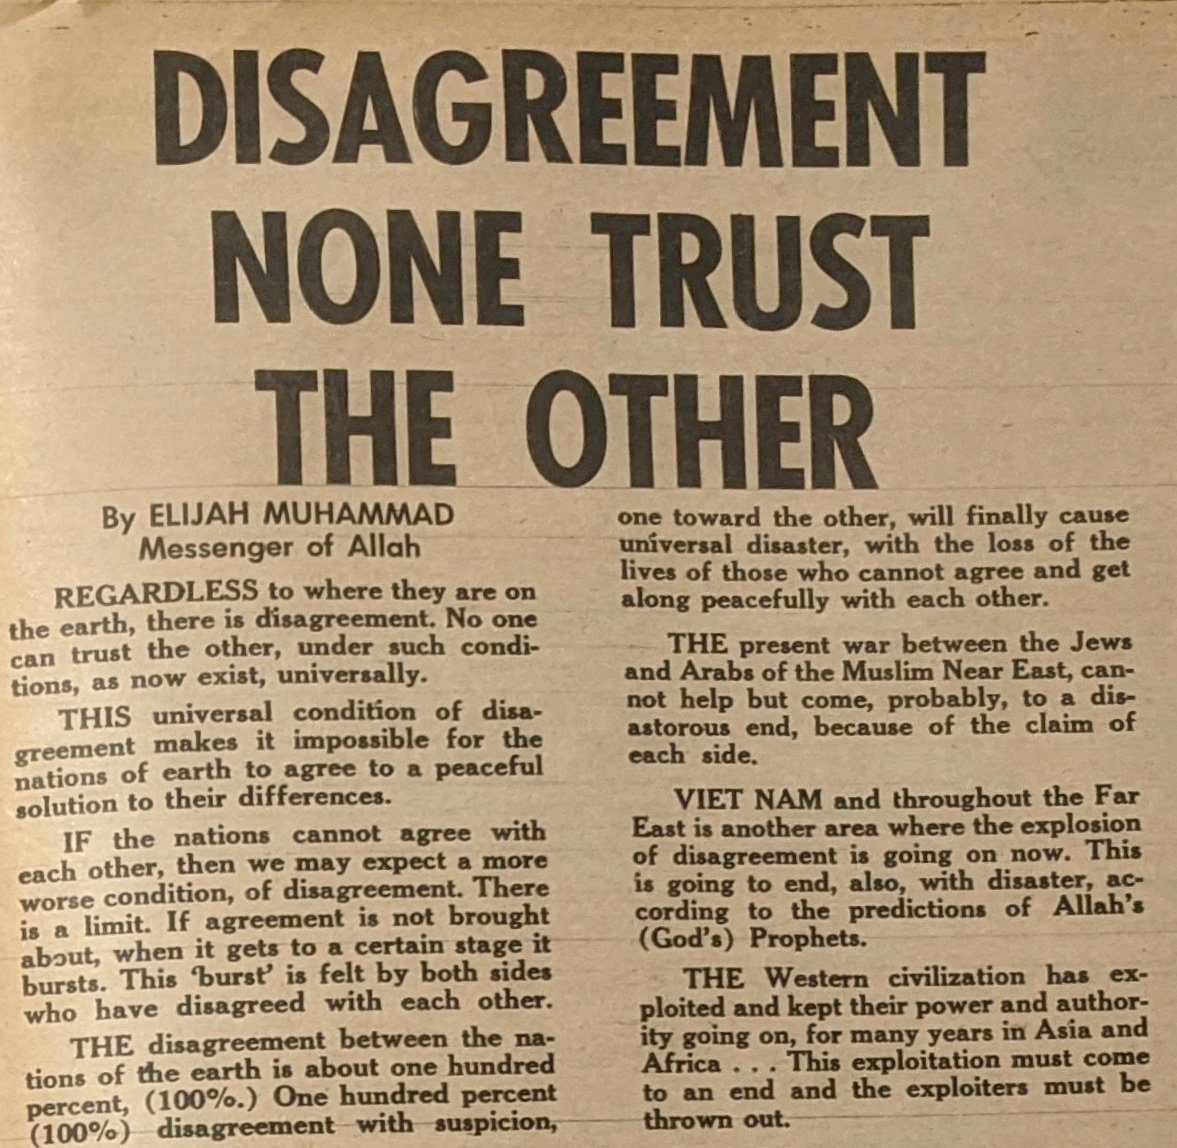 DISAGREEMENT
NONE TRUST
THE OTHER
By ELIJAH MUHAMMAD
Messenger of Allah
REGARDLESS to where they are on
the earth, there is disagreement. No one
can trust the other, under such condi-
tions, as now exist, universally.
THIS universal condition of disa-
greement makes it impossible for the
nations of earth to agree to a peaceful
solution to their differences.
IF the nations cannot agree with
each other, then we may expect a more
worse condition, of disagreement. There
is a limit. If agreement is not brought
about, when it gets to a certain stage it
bursts. This 'burst' is felt by both sides
who have disagreed with each other.
THE disagreement between the na-
tions of the earth is about one hundred
percent, (100%.) One hundred percent
(100%) disagreement with suspicion,
one toward the other, will finally cause
universal disaster, with the loss of the
lives of those who cannot agree and get
along peacefully with each other.
THE present war between the Jews
and Arabs of the Muslim Near East, can-
not help but come, probably, to a dis-
astorous end, because of the claim of
each side.
VIET NAM and throughout the Far
East is another area where the explosion
of disagreement is going on now. This
is going to end, also, with disaster, ac-
cording to the predictions of Allah's
(God's) Prophets.
THE Western civilization has ex-
ploited and kept their power and author-
ity going on, for many years in Asia and
Africa . . . This exploitation must come
to an end and the exploiters must be
thrown out.